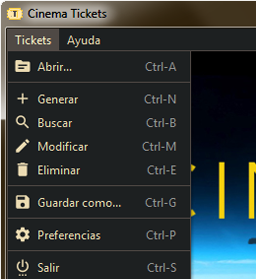 T Cinema Tickets
Tickets Ayuda
Abrir... Ctrl-A
Generar Ctrl-N
Buscar Ctrl-B
Modificar Ctrl-M
Eliminar Ctrl-E
Guardar como... Ctrl-G
Preferencias Ctrl-P
Salir Ctrl-S
IN